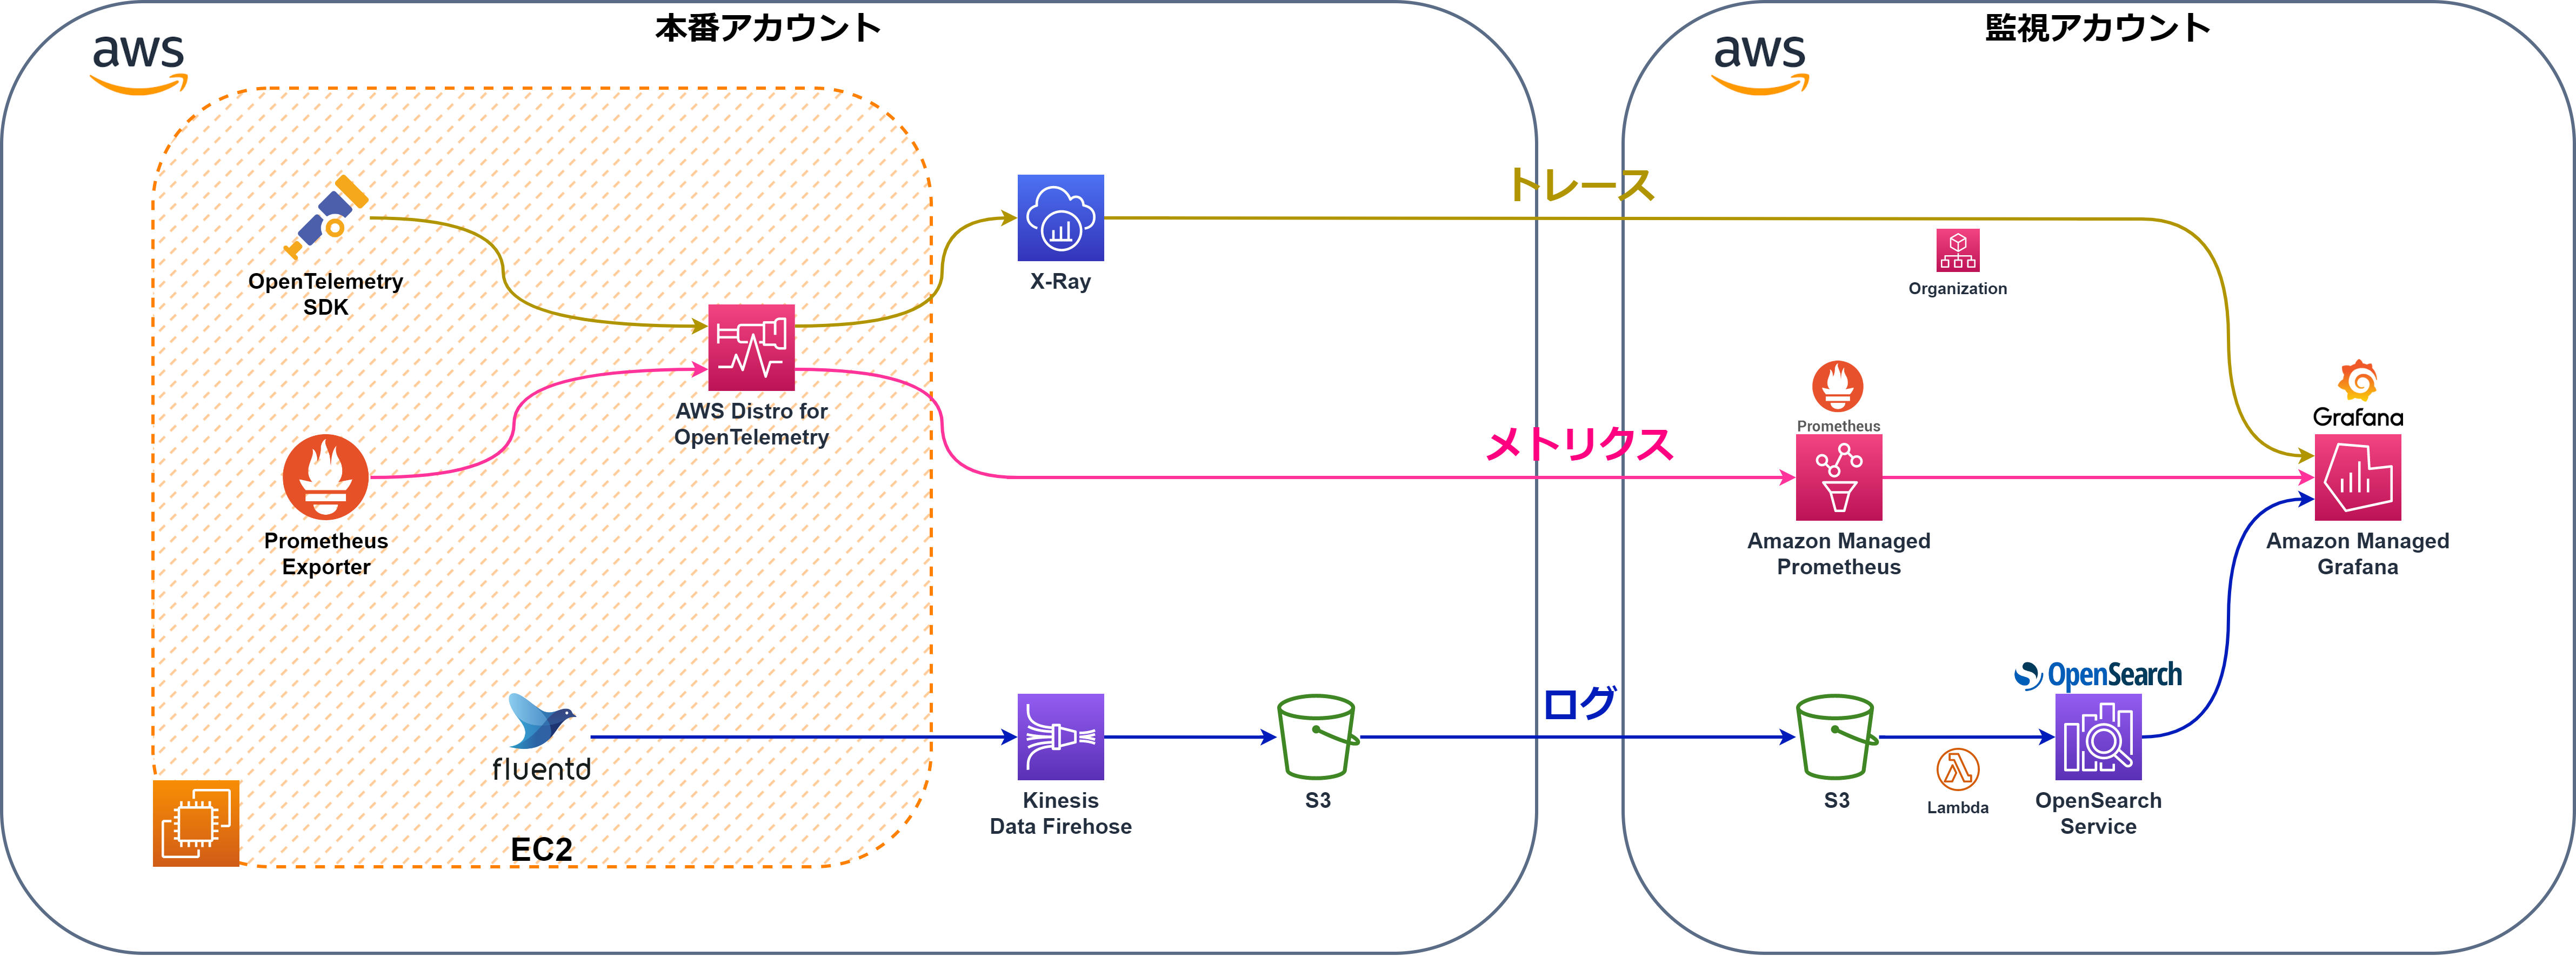 本番アカウント
aws
OpenTelemetry
SDK
AWS Distro for
OpenTelemetry
Prometheus
Exporter
fluentd
EC2
X-Ray
Kinesis
Data Firehose
S3
トレース
メトリクス
ログ
監視アカウント
aws
Organization
Prometheus
Amazon Managed
Prometheus
Grafana
Amazon Managed
Grafana
S3
Lambda
OpenSearch
OpenSearch
Service